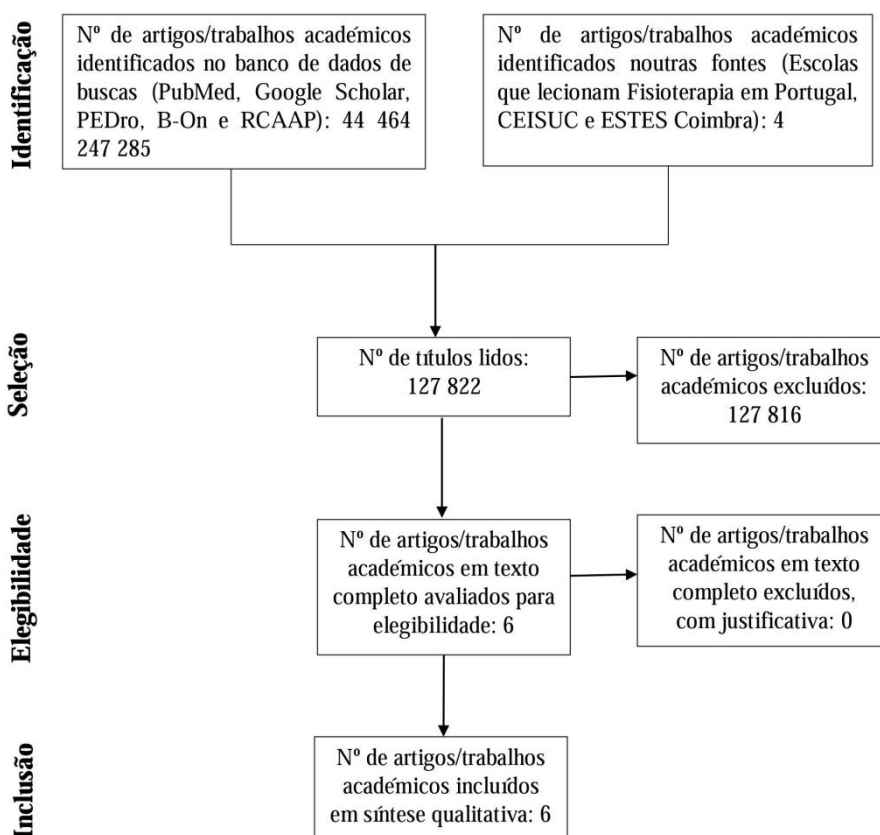 Identificação
Nº de artigos/trabalhos académicos
identificados no banco de dados de
buscas (PubMed, Google Scholar,
PEDro, B-On e RCAAP): 44 464
247 285
Nº de artigos/trabalhos académicos
identificados noutras fontes (Escolas
que lecionam Fisioterapia em Portugal,
CEISUC e ESTES Coimbra): 4
Seleção
Nº de títulos lidos:
127 822
Nº de artigos/trabalhos
académicos excluídos:
127 816
Elegibilidade
Nº de artigos/trabalhos
académicos em texto
completo avaliados para
elegibilidade: 6
Nº de artigos/trabalhos
académicos em texto
completo excluídos,
com justificativa: 0
Inclusão
Nº de artigos/trabalhos
académicos incluídos
em síntese qualitativa: 6